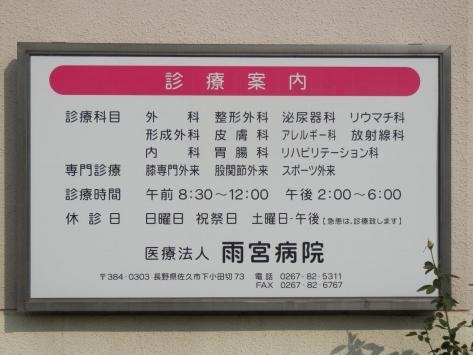 診療案内
診療科目 外科 整形外科 泌尿器科 リウマチ科
形成外科 皮膚科 アレルギー科 放射線科
内科 胃腸科 リハビリテーション科
専門診療 膝専門外来 股関節外来 スポーツ外来
診療時間 午前8:30～12:00 午後2:00～6:00
休診日 日曜日 祝祭日 土曜日-午後【急患は、診療致します】
医療法人 雨宮病院
〒384-0303 長野県佐久市下小田切73 電話 0267-82-5311
FAX 0267-82-6767